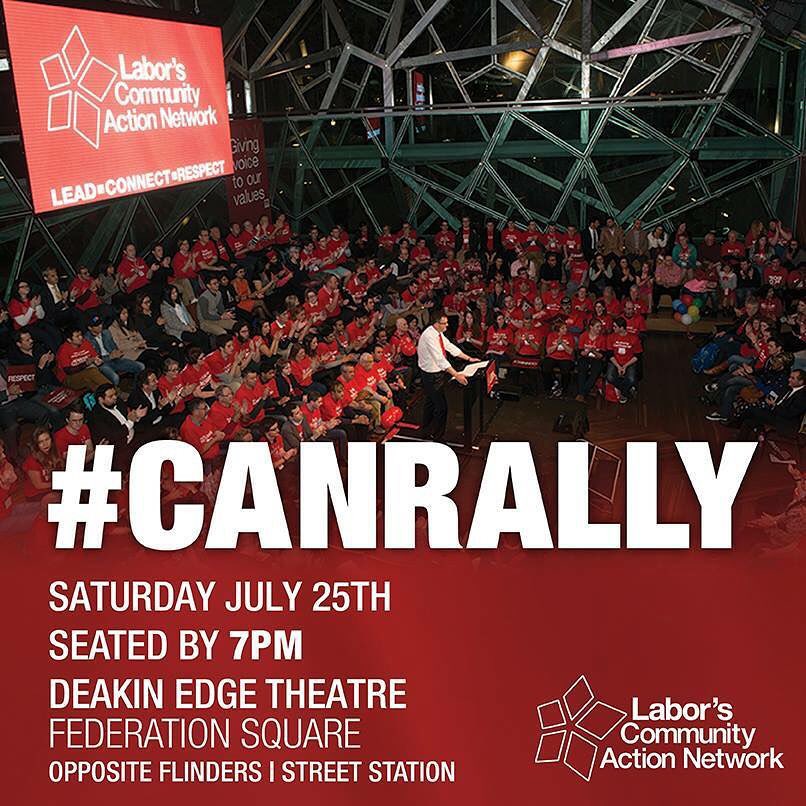 Labor's
Community
Action Network
LEAD▪CONNECT▪RESPECT
Giving
voice
to our
values
RESPECT
#CANRALLY
SATURDAY JULY 25TH
SEATED BY 7PM
DEAKIN EDGE THEATRE
FEDERATION SQUARE
OPPOSITE FLINDERS | STREET STATION
Labor's
Community
Action Network